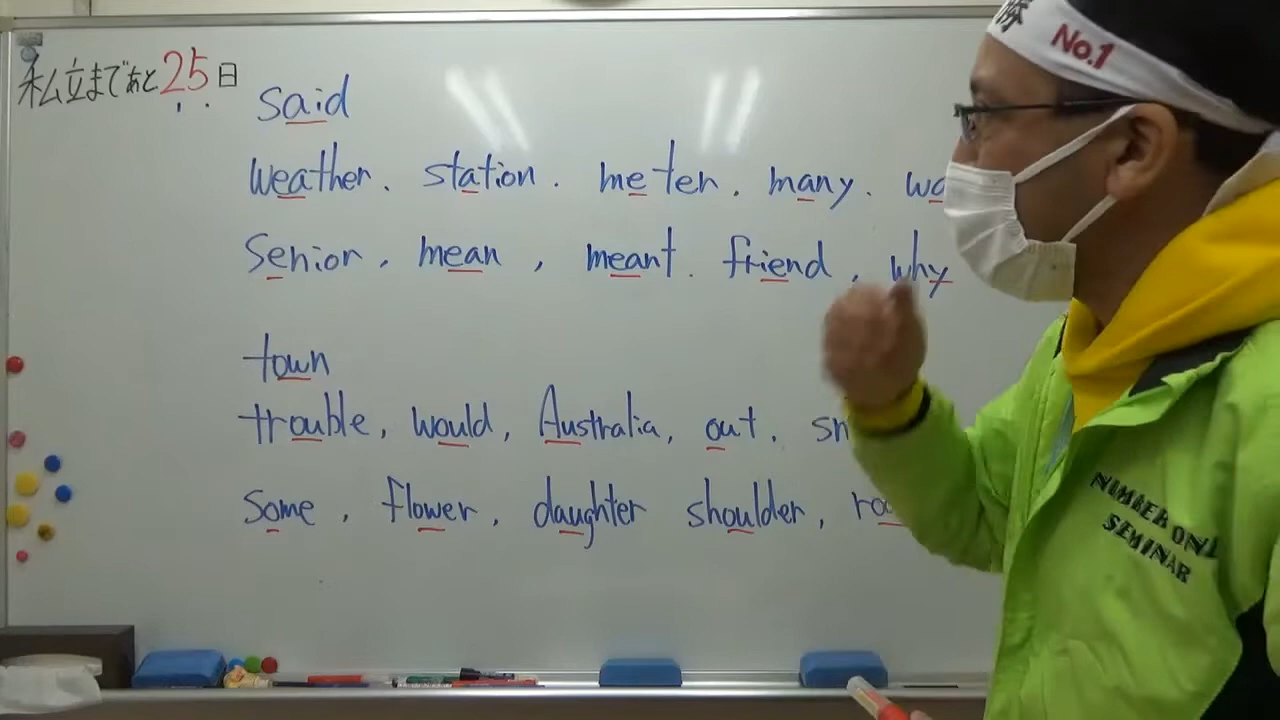 私立まであと25日
said
weather. station. meter. many.
senior, mean, meant. friend, why
town
trouble, would, Australia, out,
some, flower, daughter shoulder,
勝 No.1
NUMBER ONE
SEMINAR